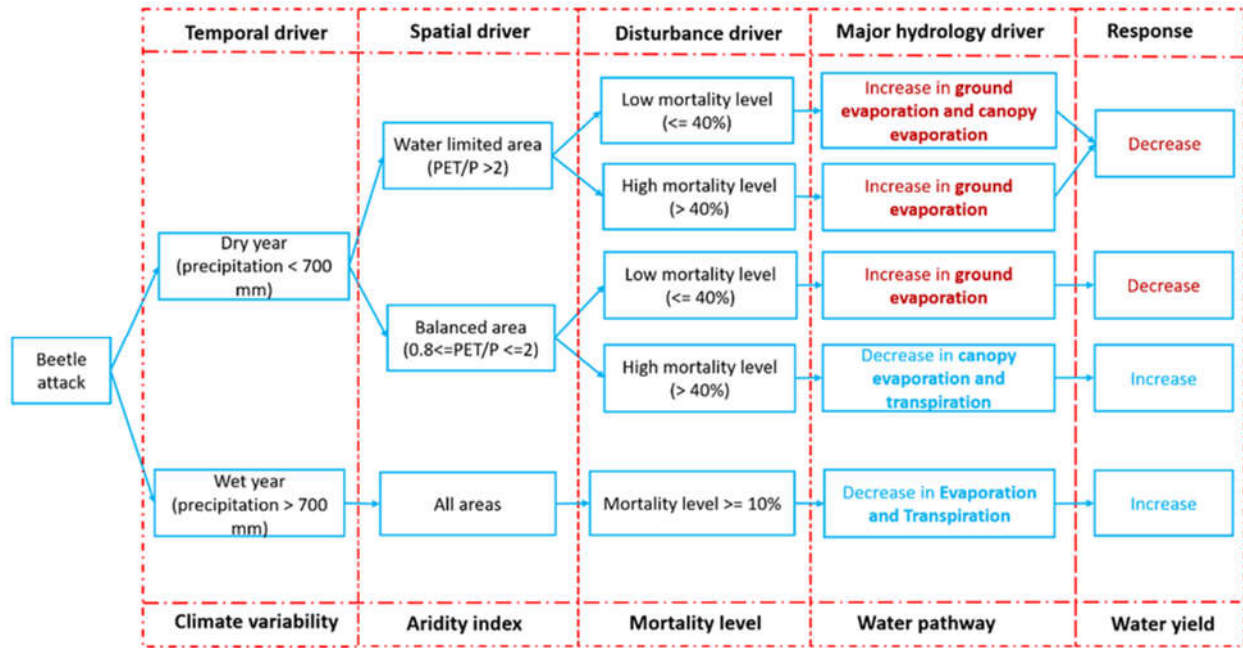 Temporal driver
Spatial driver
Disturbance driver
Major hydrology driver
Response
Low mortality level
(<= 40%)
Increase in ground
evaporation and canopy
evaporation
Water limited area
(PET/P >2)
Decrease
High mortality level
(> 40%)
Increase in ground
evaporation
Dry year
(precipitation < 700
mm)
Low mortality level
(<= 40%)
Increase in ground
evaporation
Decrease
Balanced area
(0.8<=PET/P <=2)
Beetle
attack
High mortality level
(> 40%)
Decrease in canopy
evaporation and
transpiration
Increase
Wet year
(precipitation > 700
mm)
All areas
Mortality level >= 10%
Decrease in Evaporation
and Transpiration
Increase
Climate variability
Aridity index
Mortality level
Water pathway
Water yield